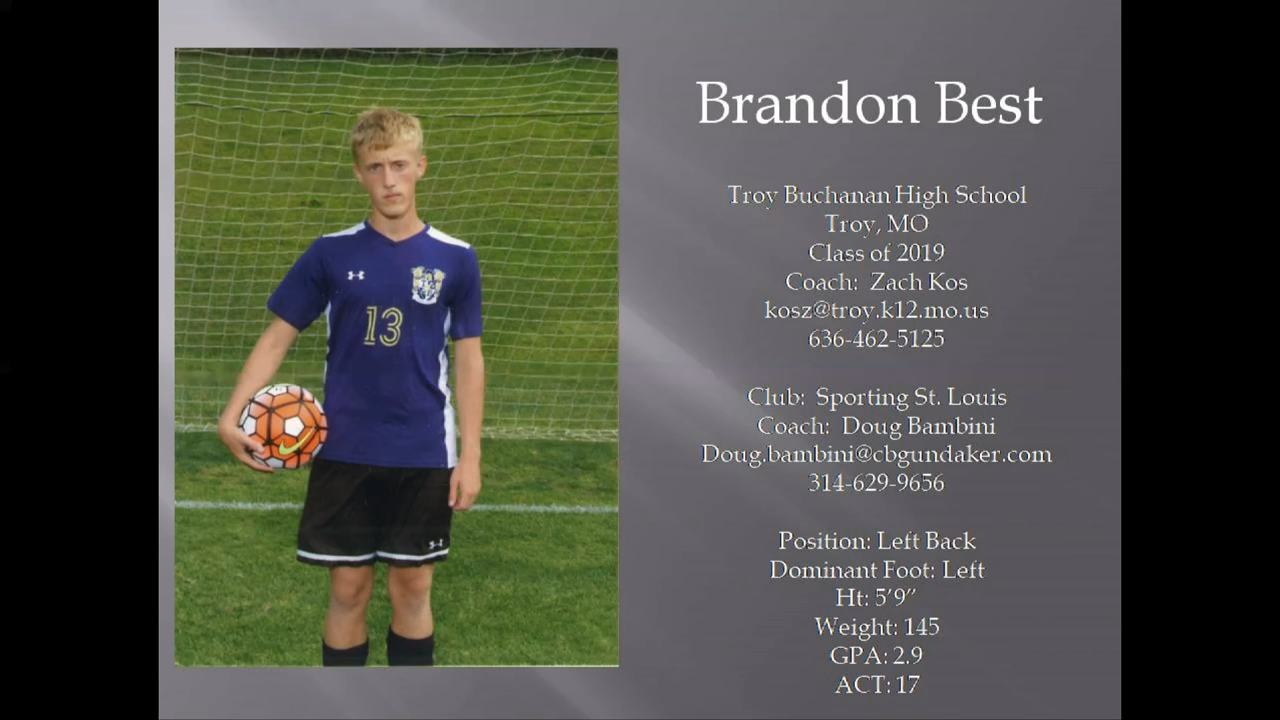 Brandon Best
Troy Buchanan High School
Troy, MO
Class of 2019
Coach: Zach Kos
kosz@troy.k12.mo.us
636-462-5125
Club: Sporting St. Louis
Coach: Doug Bambini
Doug.bambini@cbgundaker.com
314-629-9656
Position: Left Back
Dominant Foot: Left
Ht: 5’9”
Weight: 145
GPA: 2.9
ACT: 17
13